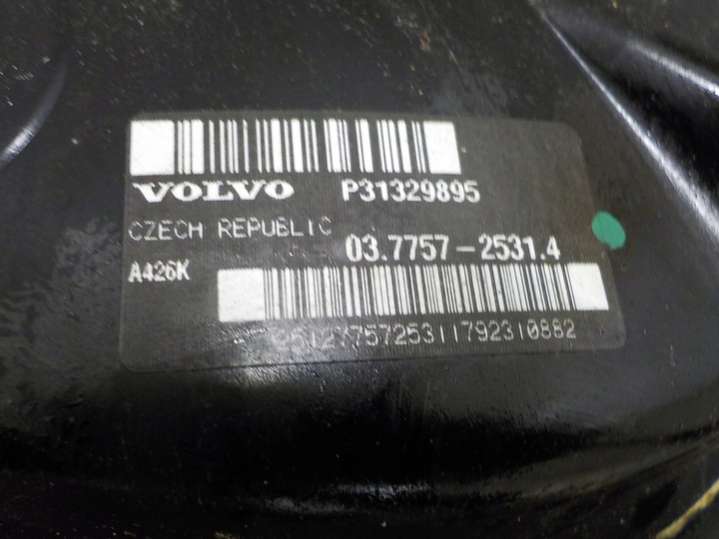 VOLVO P31329895
CZECH REPUBLIC
03.7757-2531.4
A426K